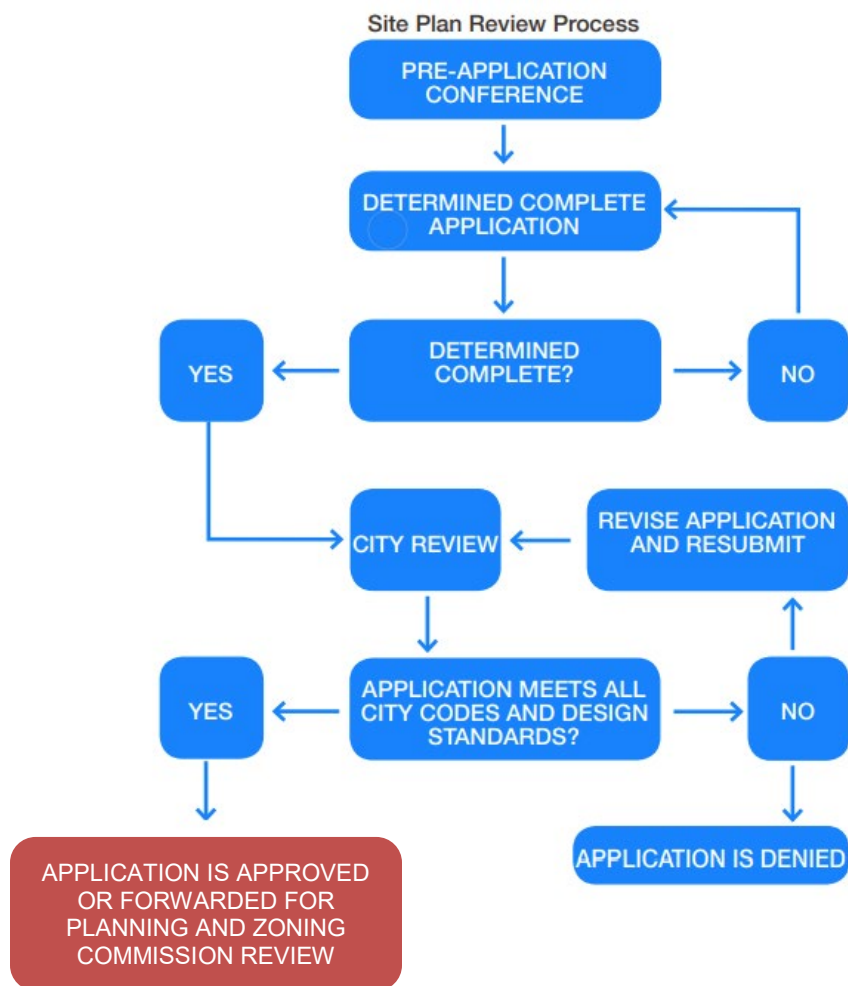 Site Plan Review Process
PRE-APPLICATION
CONFERENCE
DETERMINED COMPLETE
APPLICATION
DETERMINED
COMPLETE?
YES
NO
CITY REVIEW
REVISE APPLICATION
AND RESUBMIT
APPLICATION MEETS ALL
CITY CODES AND DESIGN
STANDARDS?
YES
NO
APPLICATION IS APPROVED
OR FORWARDED FOR
PLANNING AND ZONING
COMMISSION REVIEW
APPLICATION IS DENIED